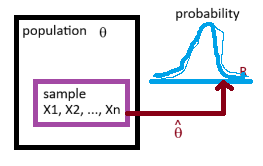 probability
population θ
sample
X1, X2, ..., Xn
R
θ̂